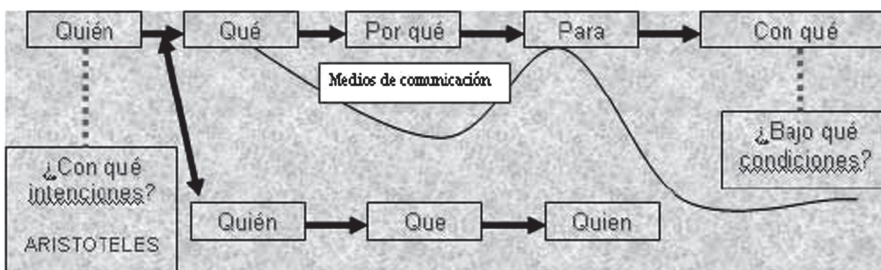 Quién
Qué
Por qué
Para
Con qué
Medios de comunicación
¿Bajo qué
condiciones?
¿Con qué
intenciones?
ARISTOTELES
Quién
Que
Quien